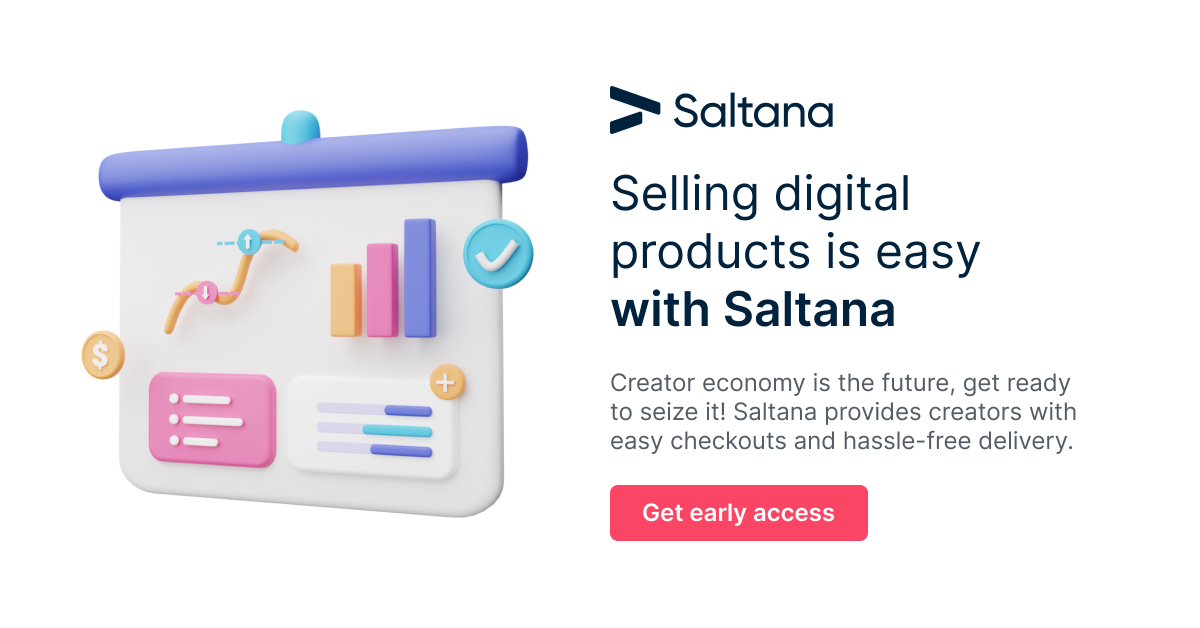 Saltana
Selling digital
products is easy
with Saltana
$
Creator economy is the future, get ready
to seize it! Saltana provides creators with
easy checkouts and hassle-free delivery.
Get early access